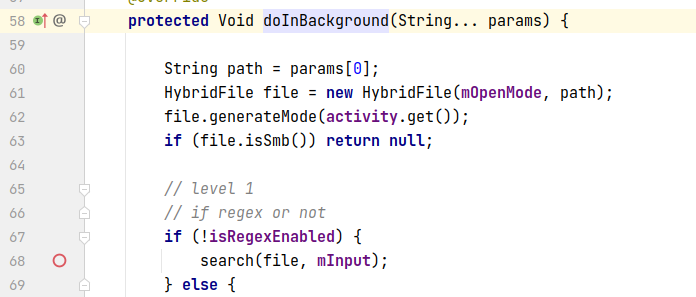 @Override
58 @ protected Void doInBackground(String... params) {
59
60 String path = params[0];
61 HybridFile file = new HybridFile(mOpenMode, path);
62 file.generateMode(activity.get());
63 if (file.isSmb()) return null;
64
65 // level 1
66 // if regex or not
67 if (!isRegexEnabled) {
68 search(file, mInput);
69 } else {